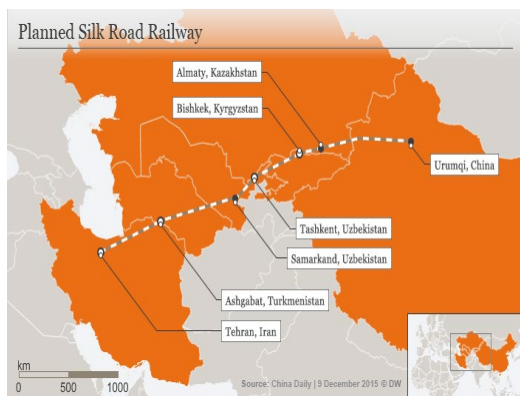 Planned Silk Road Railway
Almaty, Kazakhstan
Bishkek, Kyrgyzstan
Urumqi, China
Tashkent, Uzbekistan
Samarkand, Uzbekistan
Ashgabat, Turkmenistan
Tehran, Iran
km
0 500 1000
Source: China Daily | 9 December 2015 © DW